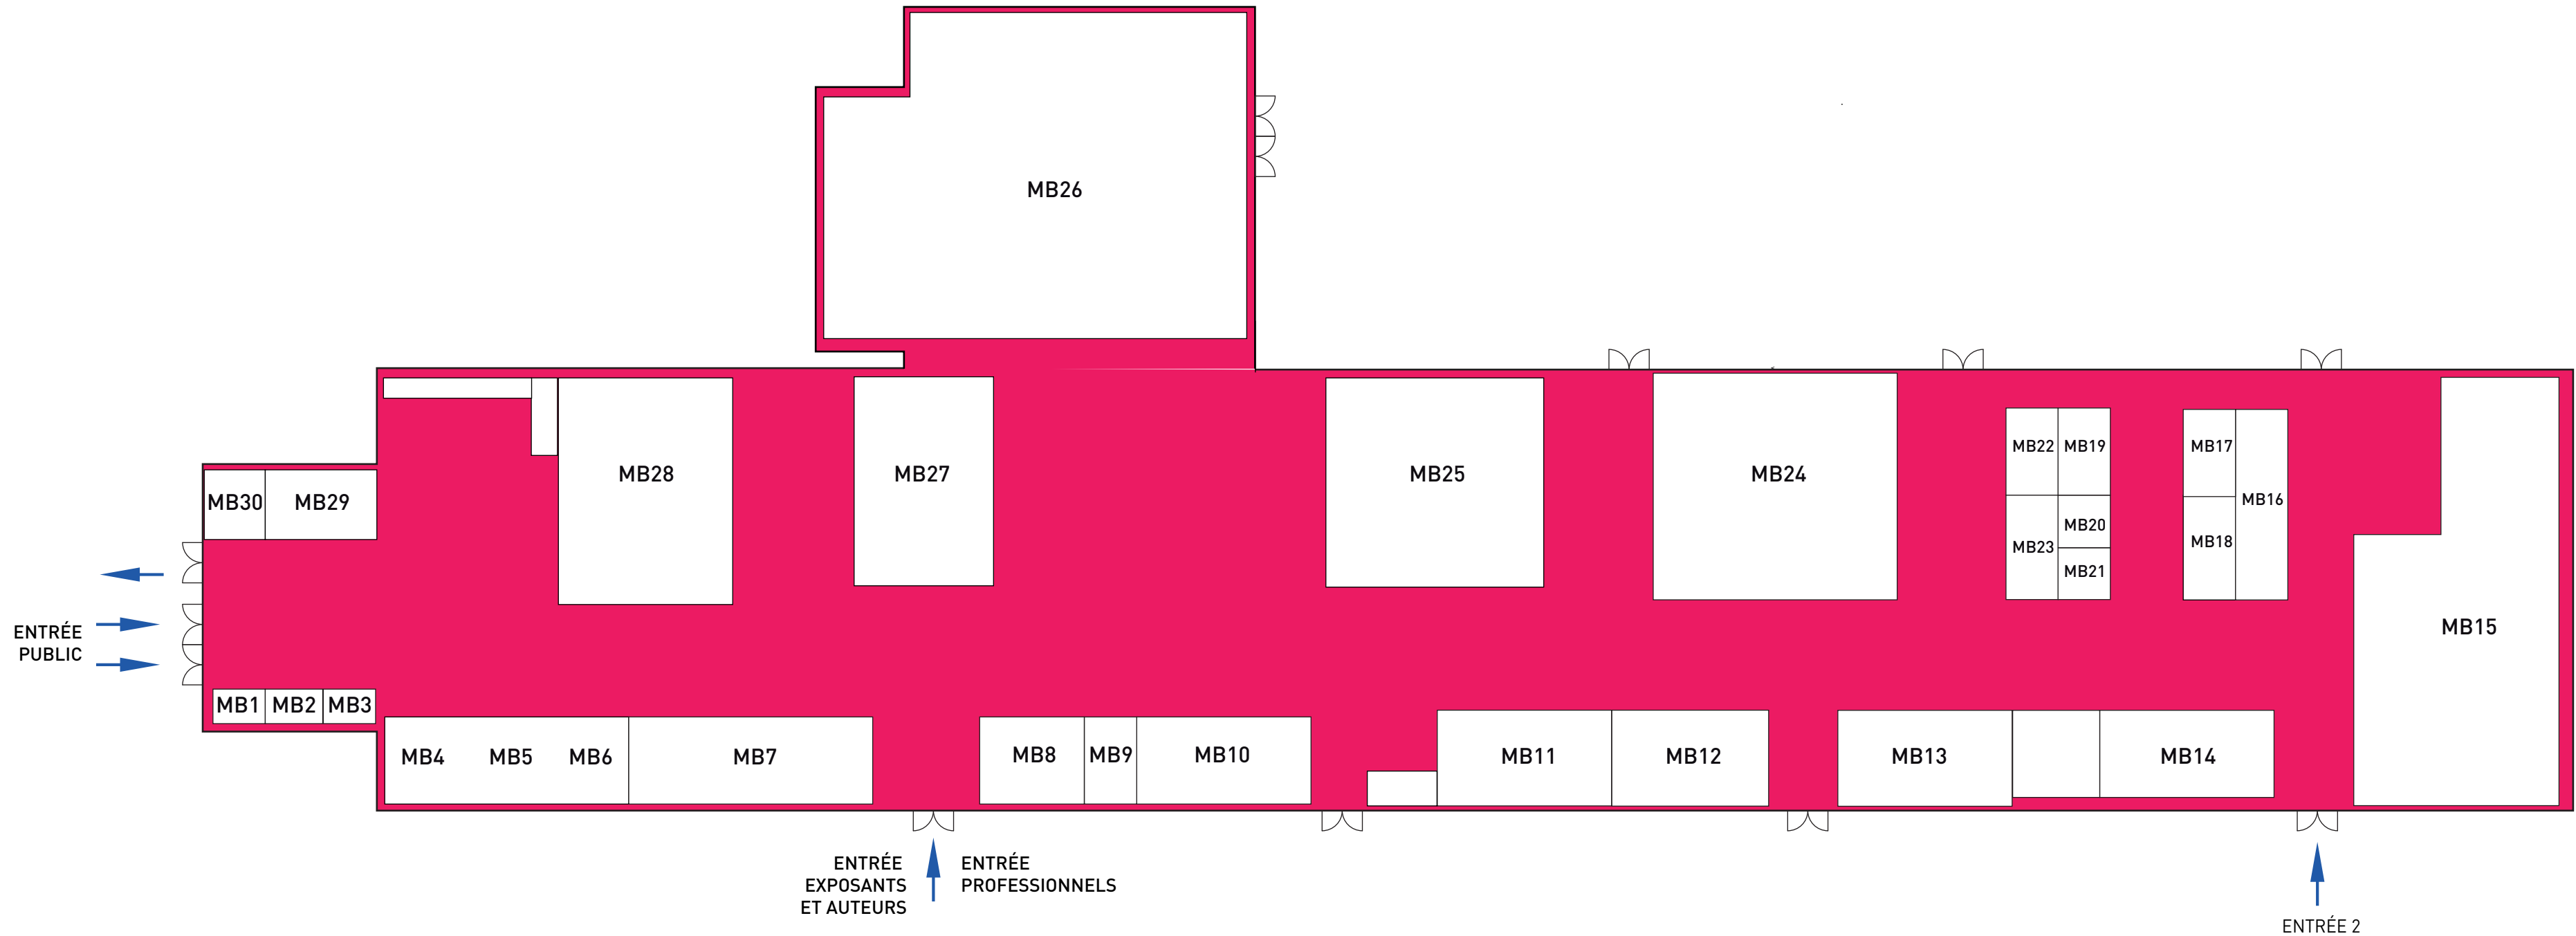 MB26
MB28
MB27
MB25
MB24
MB22
MB19
MB17
MB30
MB29
MB16
MB20
MB23
MB18
MB21
ENTRÉE
PUBLIC
MB15
MB1
MB2
MB3
MB4
MB5
MB6
MB7
MB8
MB9
MB10
MB11
MB12
MB13
MB14
ENTRÉE
EXPOSANTS
ET AUTEURS
ENTRÉE
PROFESSIONNELS
ENTRÉE 2